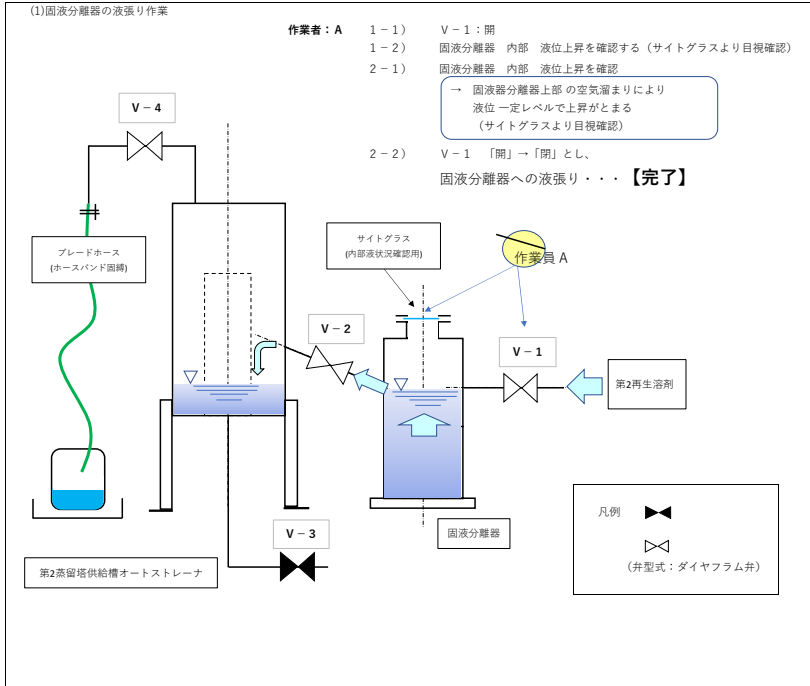 (1)固液分離器の液張り作業
作業者：A 1－1） V－1：開
1－2） 固液分離器 内部 液位上昇を確認する（サイトグラスより目視確認）
2－1） 固液分離器 内部 液位上昇を確認
→ 固液器分離器上部 の空気溜まりにより
液位 一定レベルで上昇がとまる
（サイトグラスより目視確認）
2－2） V－1 「開」→「閉」とし、
固液分離器への液張り・・・【完了】
V－4
ブレードホース
(ホースバンド固縛)
サイトグラス
(内部液状況確認用)
作業員 A
V－2
V－1
第2再生溶剤
V－3
固液分離器
第2蒸留塔供給槽オートストレーナ
凡例
（弁型式：ダイヤフラム弁）